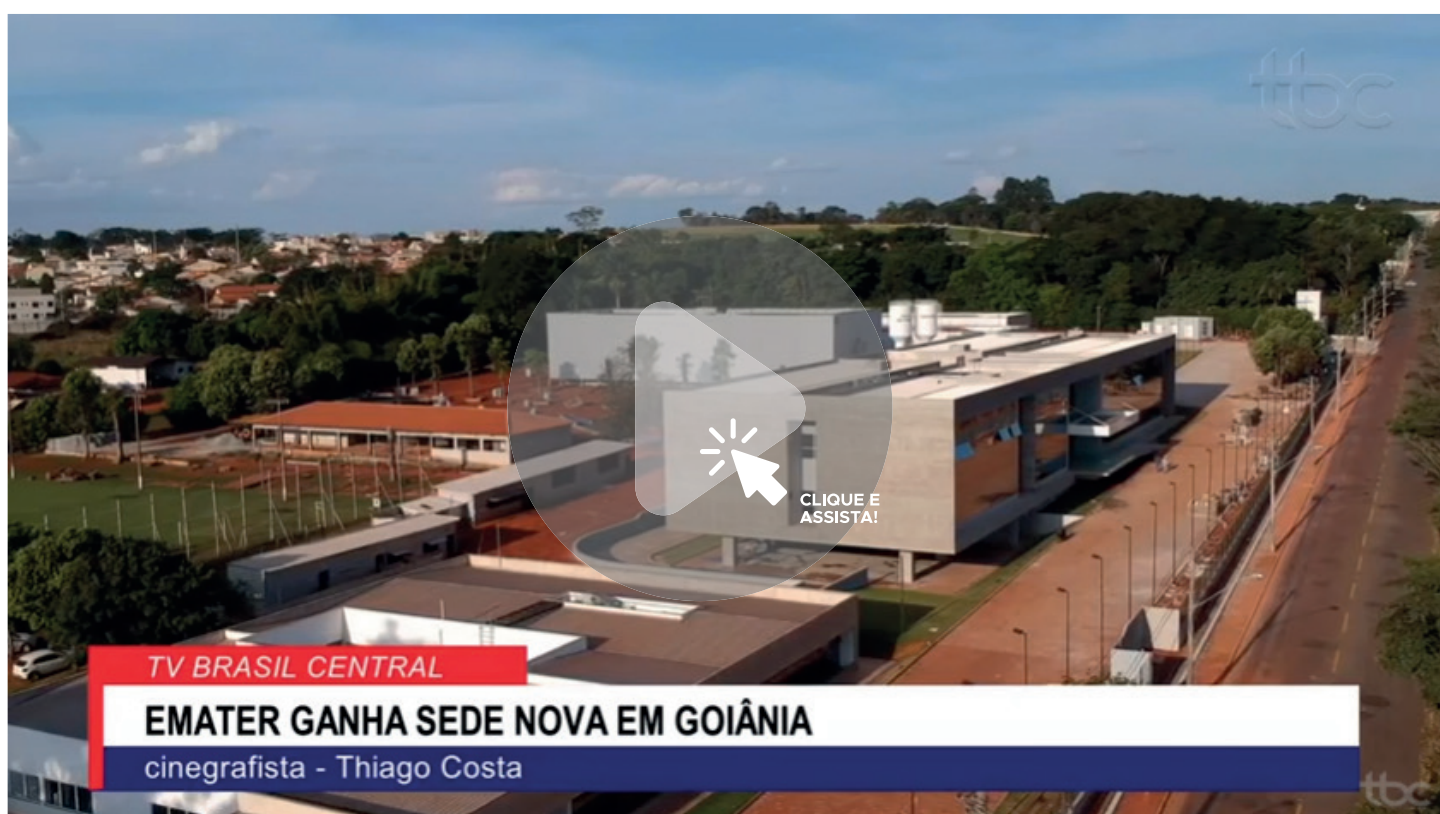 tbc
CLIQUE E
ASSISTA!
TV BRASIL CENTRAL
EMATER GANHA SEDE NOVA EM GOIÂNIA
cinegrafista - Thiago Costa
tbc